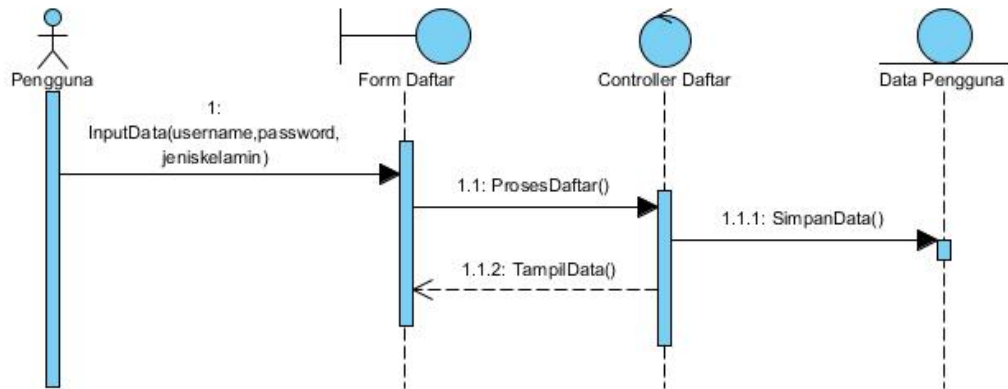 Pengguna
Form Daftar
Controller Daftar
Data Pengguna
1:
InputData(username,password,
jeniskelamin)
1.1: ProsesDaftar()
1.1.1: SimpanData()
1.1.2: TampilData()